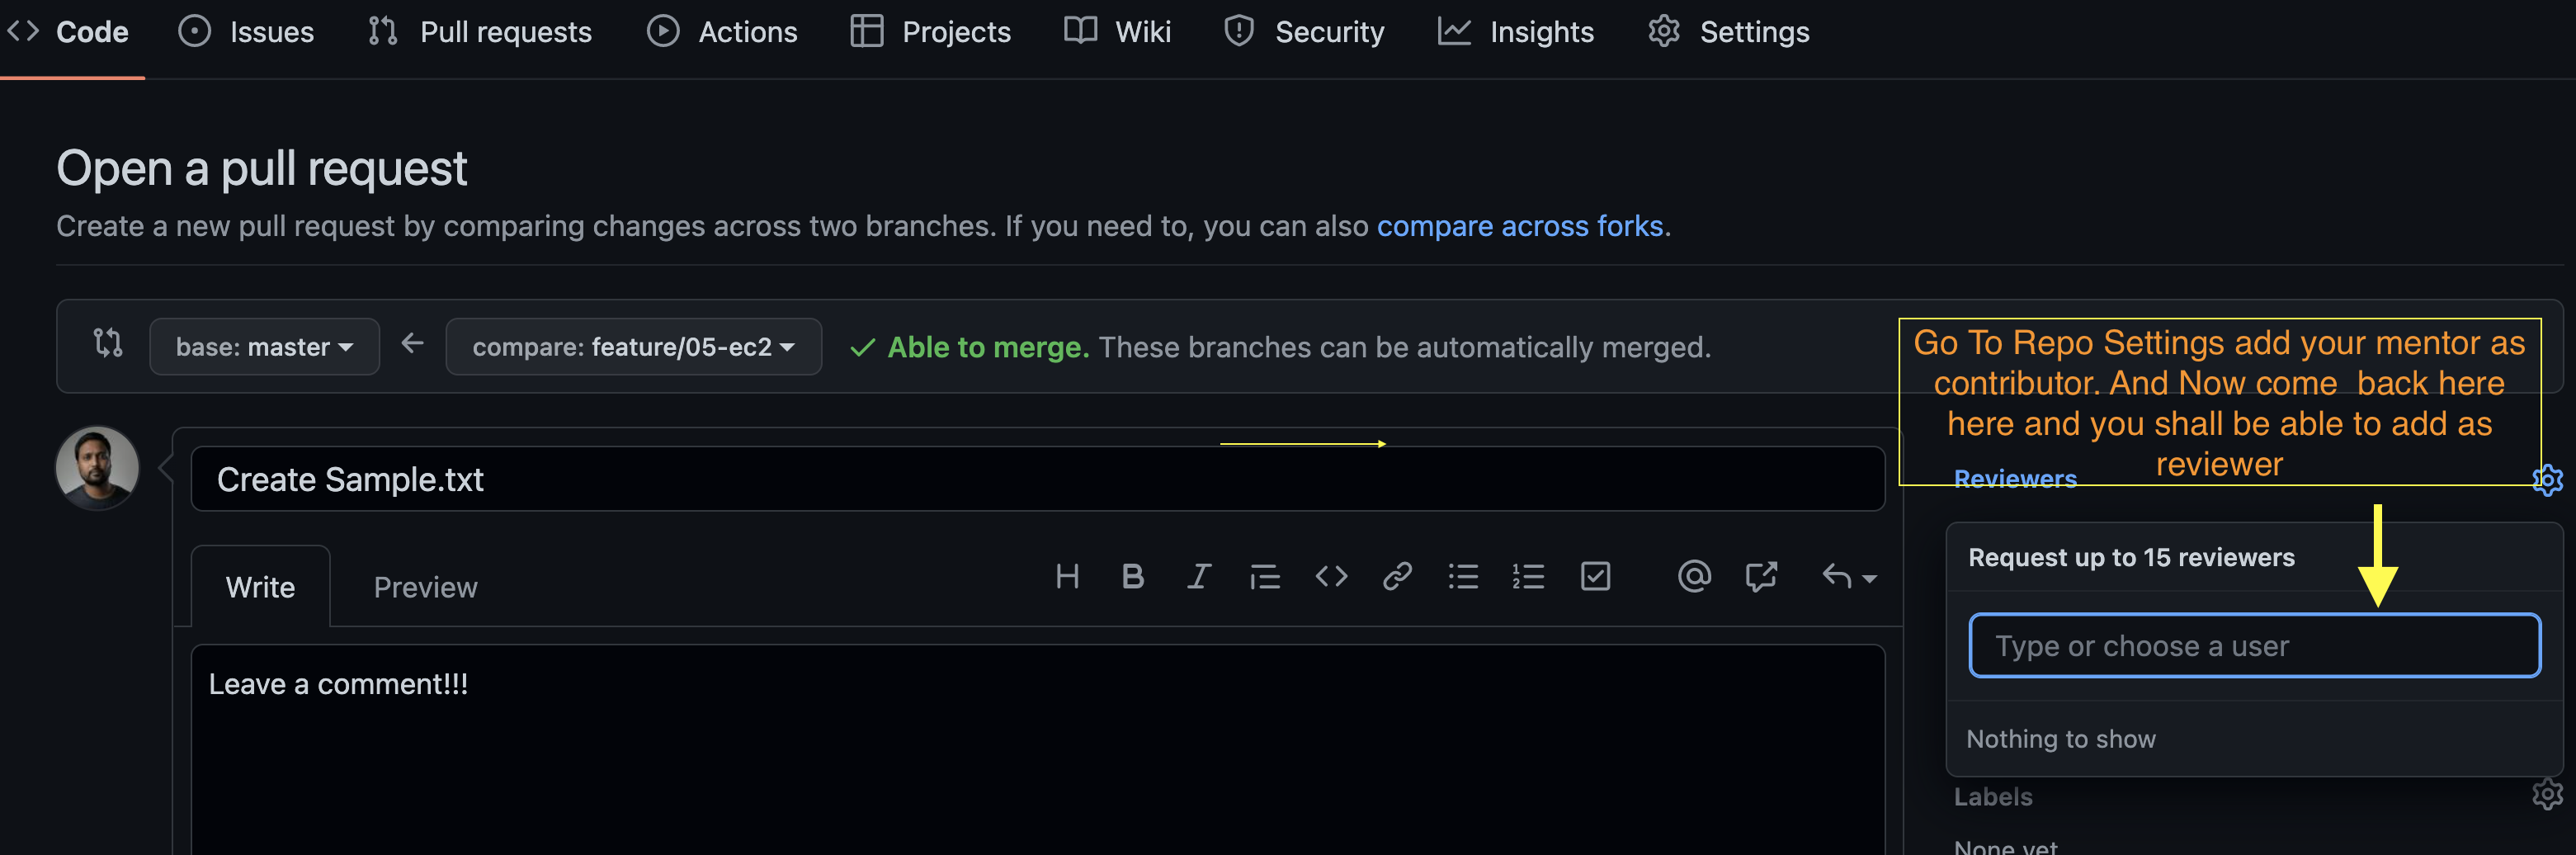 Code Issues Pull requests Actions Projects Wiki Security Insights Settings
Open a pull request
Create a new pull request by comparing changes across two branches. If you need to, you can also compare across forks.
base: master compare: feature/05-ec2 Able to merge. These branches can be automatically merged.
Go To Repo Settings add your mentor as
contributor. And Now come  back here
here and you shall be able to add as
reviewer
Create Sample.txt
Reviewers
Request up to 15 reviewers
Write Preview
Type or choose a user
Leave a comment!!!
Nothing to show
Labels
None yet